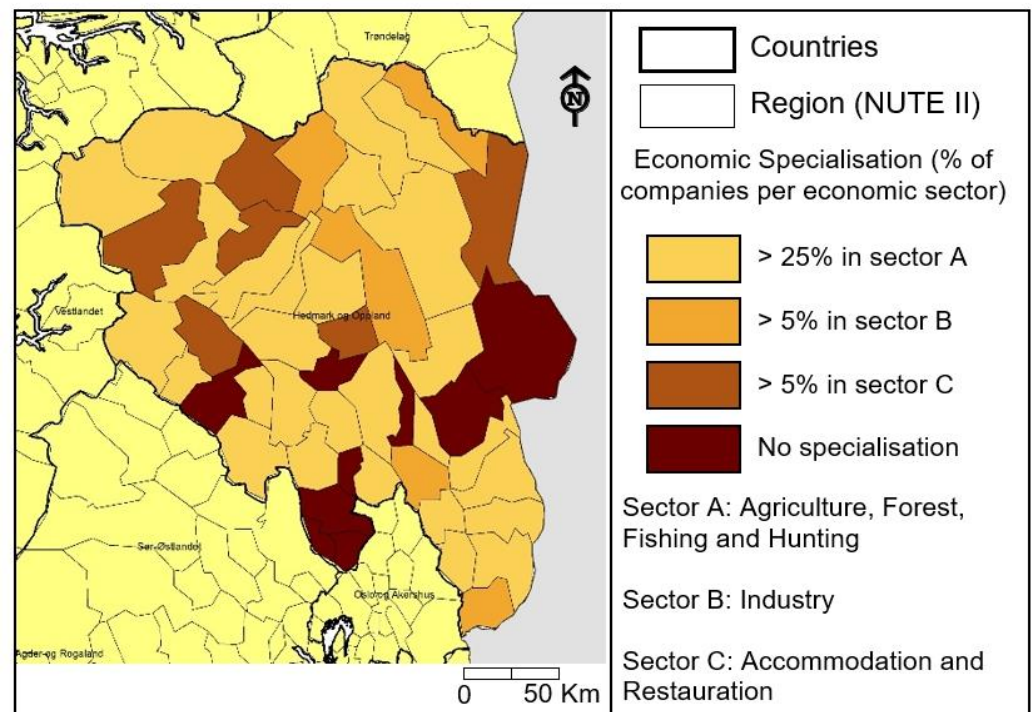 Trøndelag
N
Vestlandet
Hedmark og Oppland
Sør-Østlandet
Oslo og Akershus
Agder og Rogaland
0 50 Km
Countries
Region (NUTE II)
Economic Specialisation (% of
companies per economic sector)
> 25% in sector A
> 5% in sector B
> 5% in sector C
No specialisation
Sector A: Agriculture, Forest,
Fishing and Hunting
Sector B: Industry
Sector C: Accommodation and
Restauration